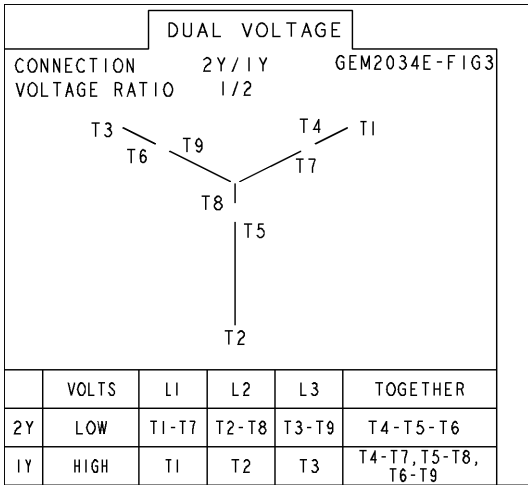 DUAL VOLTAGE
CONNECTION 2Y/1Y GEM2034E-FIG3
VOLTAGE RATIO 1/2
T3 T4 T1
T6 T9 T7
T8
T5
T2
VOLTS L1 L2 L3 TOGETHER
2Y LOW T1-T7 T2-T8 T3-T9 T4-T5-T6
1Y HIGH T1 T2 T3 T4-T7, T5-T8,
T6-T9